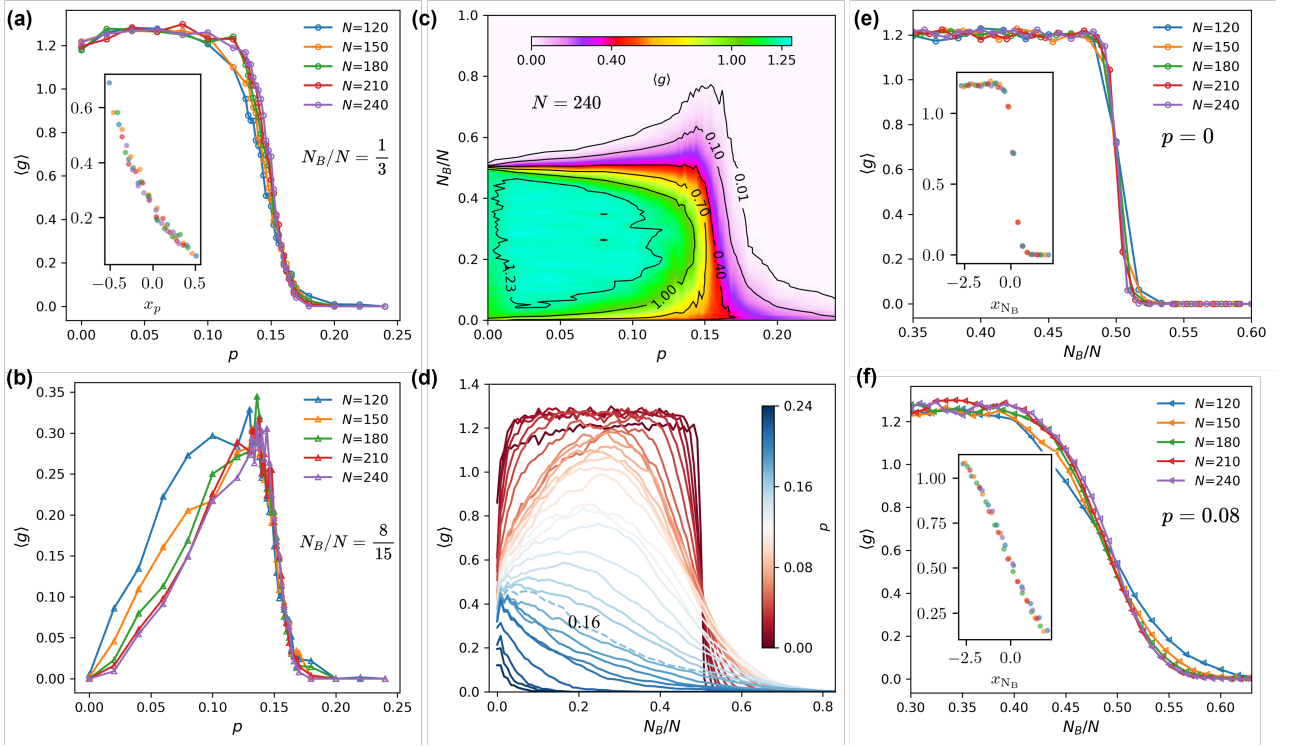 (a)
⟨g⟩
1.2
1.0
0.8
0.6
0.4
0.2
0.0
0.00
0.05
0.10
0.15
0.20
0.25
p
N=120
N=150
N=180
N=210
N=240
N_B/N = 1/3
0.6
0.4
0.2
−0.5
0.0
0.5
x_p
(c)
N_B/N
1.0
0.8
0.6
0.4
0.2
0.0
0.00
0.05
0.10
0.15
0.20
p
0.00
0.40
1.00
1.25
⟨g⟩
N = 240
0.10
0.01
0.70
0.40
1.00
1.23
(e)
⟨g⟩
1.2
1.0
0.8
0.6
0.4
0.2
0.0
0.35
0.40
0.45
0.50
0.55
0.60
N_B/N
N=120
N=150
N=180
N=210
N=240
p = 0
1.0
0.5
0.0
−2.5
0.0
x_{N_B}
(b)
⟨g⟩
0.35
0.30
0.25
0.20
0.15
0.10
0.05
0.00
0.00
0.05
0.10
0.15
0.20
0.25
p
N=120
N=150
N=180
N=210
N=240
N_B/N = 8/15
(d)
⟨g⟩
1.4
1.2
1.0
0.8
0.6
0.4
0.2
0.0
0.0
0.2
0.4
0.6
0.8
N_B/N
0.16
0.24
0.16
0.08
0.00
p
(f)
⟨g⟩
1.2
1.0
0.8
0.6
0.4
0.2
0.0
0.30
0.40
0.45
0.50
0.55
0.60
N_B/N
N=120
N=150
N=180
N=210
N=240
p = 0.08
1.00
0.75
0.50
0.25
−2.5
0.0
x_{N_B}